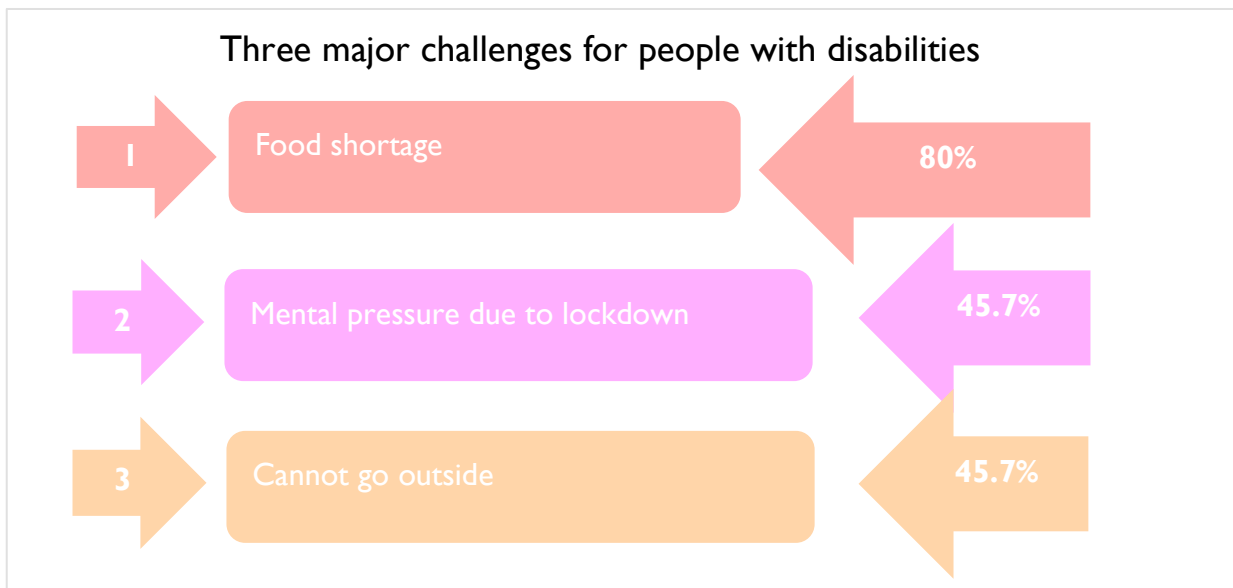 Three major challenges for people with disabilities
1 Food shortage 80%
2 Mental pressure due to lockdown 45.7%
3 Cannot go outside 45.7%